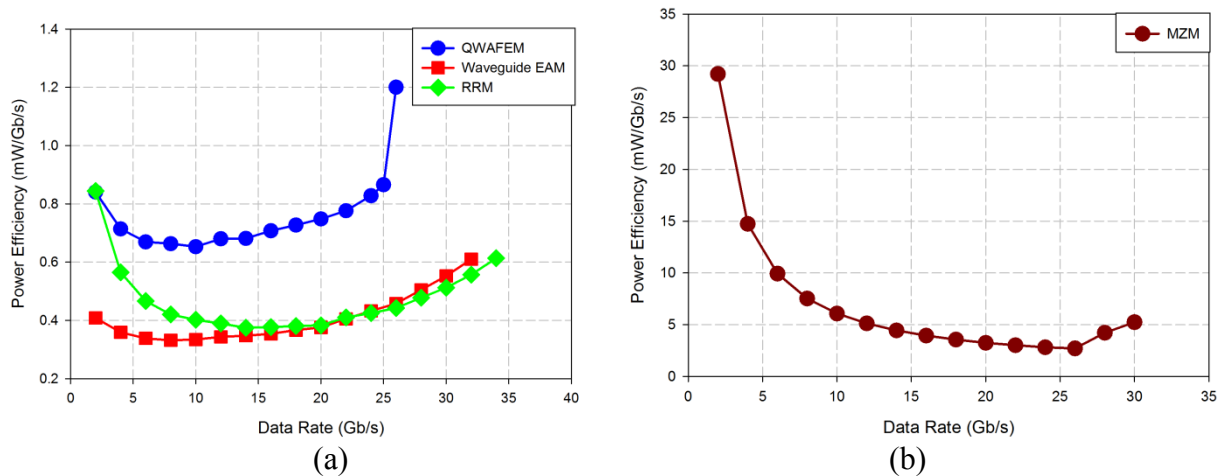 1.4
1.2
1.0
0.8
0.6
0.4
0.2
Power Efficiency (mW/Gb/s)
QWAFEM
Waveguide EAM
RRM
0 5 10 15 20 25 30 35 40
Data Rate (Gb/s)
(a)
35
30
25
20
15
10
5
0
Power Efficiency (mW/Gb/s)
MZM
0 5 10 15 20 25 30 35
Data Rate (Gb/s)
(b)